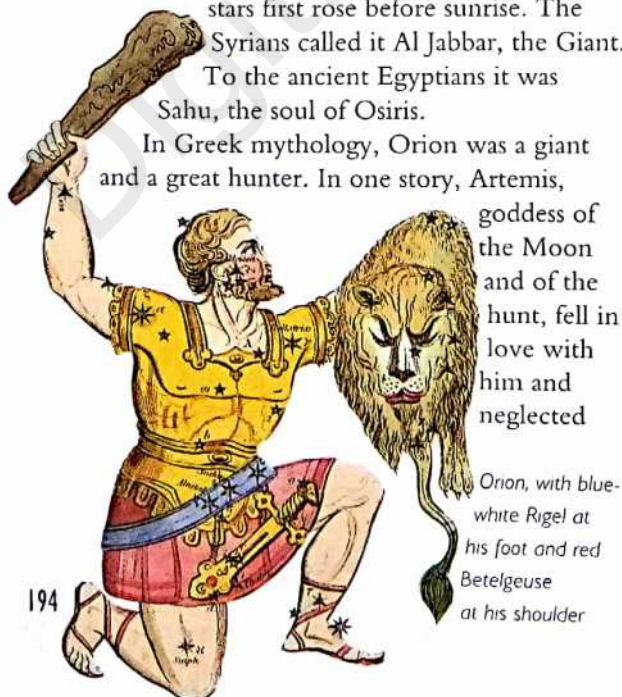 stars first rose before sunrise. The
Syrians called it Al Jabbar, the Giant.
To the ancient Egyptians it was
Sahu, the soul of Osiris.
In Greek mythology, Orion was a giant
and a great hunter. In one story, Artemis,
goddess of
the Moon
and of the
hunt, fell in
love with
him and
neglected
Orion, with blue-
white Rigel at
his foot and red
Betelgeuse
at his shoulder
194